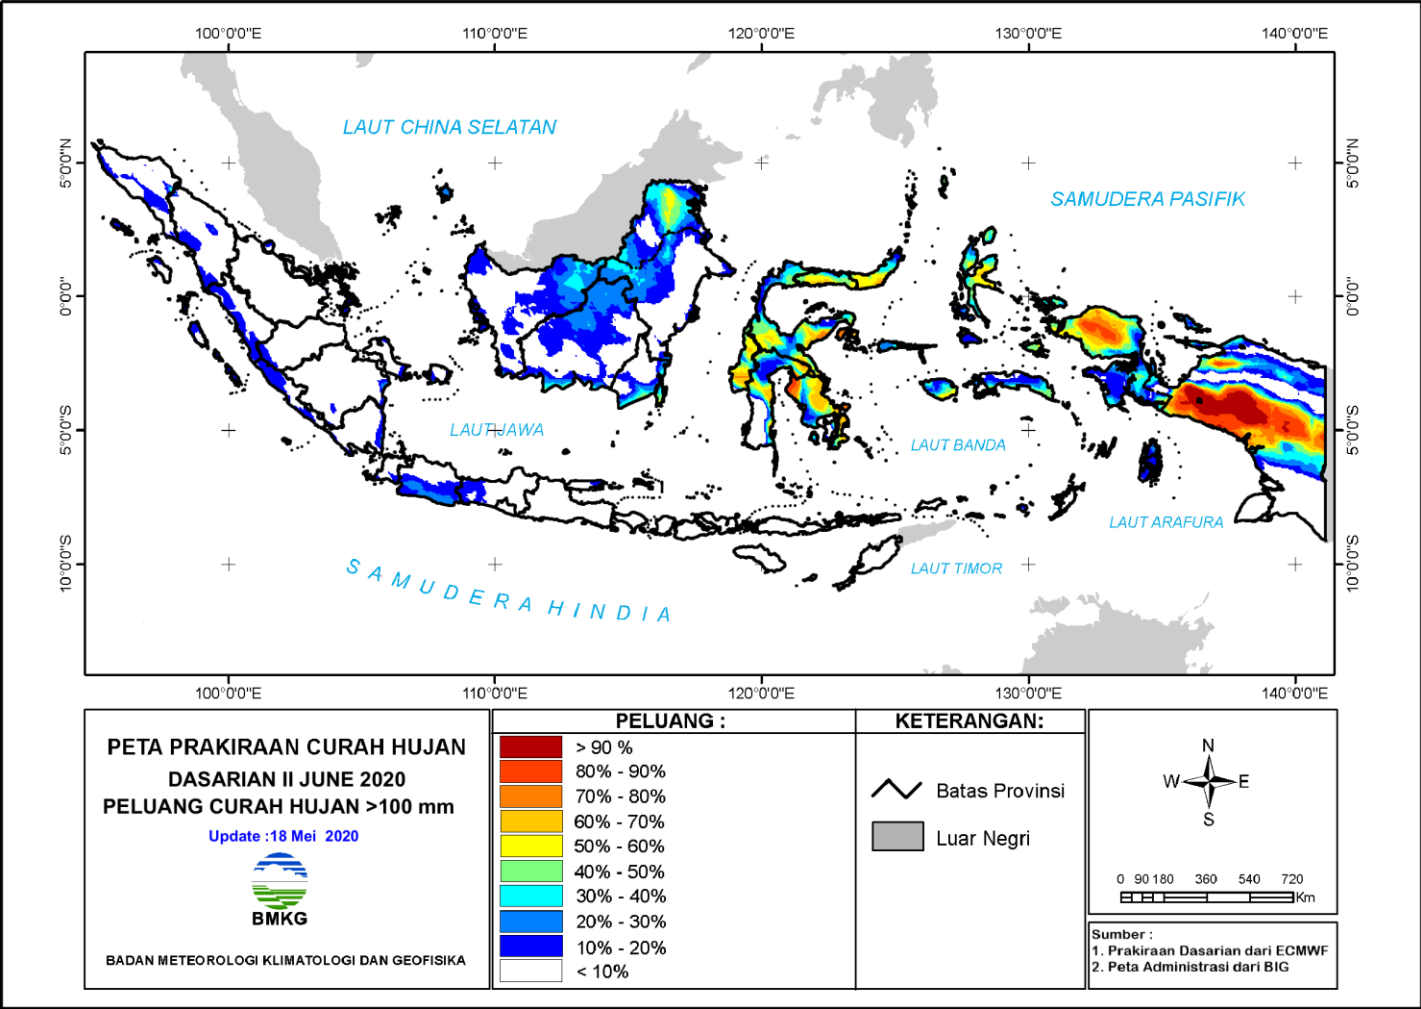 100°0'0"E 110°0'0"E 120°0'0"E 130°0'0"E 140°0'0"E
LAUT CHINA SELATAN
5°0'0"N 5°0'0"N
SAMUDERA PASIFIK
0°0'0" 0°0'0"
LAUT JAWA
5°0'0"S 5°0'0"S
LAUT BANDA
LAUT ARAFURA
10°0'0"S 10°0'0"S
LAUT TIMOR
SAMUDERA HINDIA
100°0'0"E 110°0'0"E 120°0'0"E 130°0'0"E 140°0'0"E
PETA PRAKIRAAN CURAH HUJAN
DASARIAN II JUNE 2020
PELUANG CURAH HUJAN >100 mm
Update :18 Mei 2020
BMKG
BADAN METEOROLOGI KLIMATOLOGI DAN GEOFISIKA
PELUANG :
> 90 %
80% - 90%
70% - 80%
60% - 70%
50% - 60%
40% - 50%
30% - 40%
20% - 30%
10% - 20%
< 10%
KETERANGAN:
Batas Provinsi
Luar Negri
N
W E
S
0 90 180 360 540 720
Km
Sumber :
1. Prakiraan Dasarian dari ECMWF
2. Peta Administrasi dari BIG